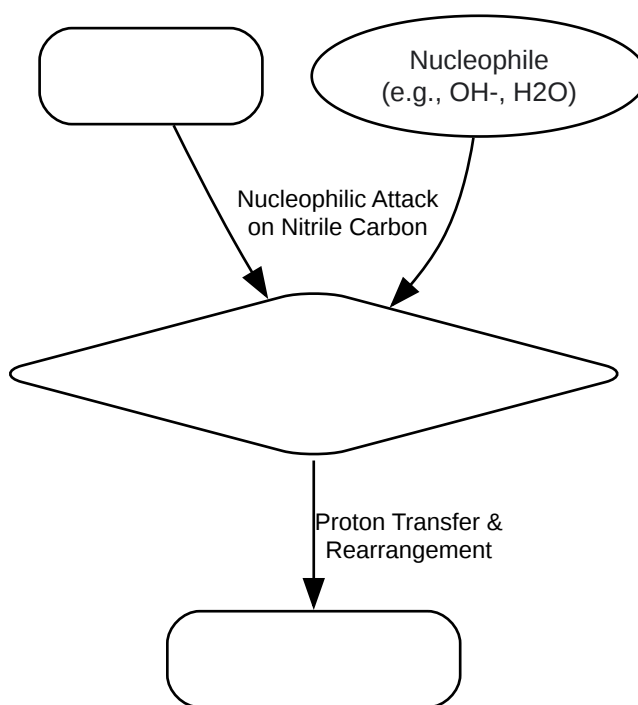 Nucleophile
(e.g., OH-, H2O)
Nucleophilic Attack
on Nitrile Carbon
Proton Transfer &
Rearrangement